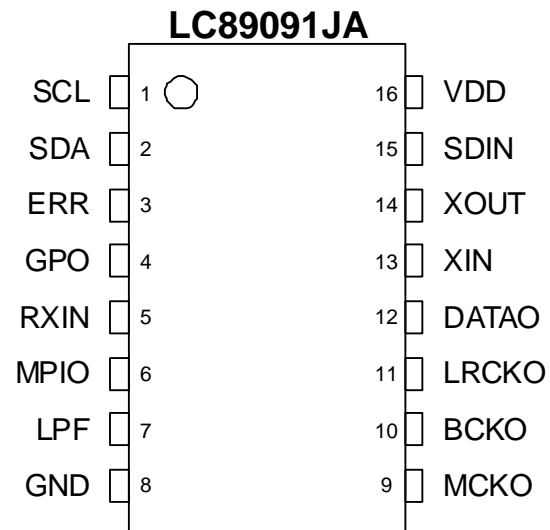 LC89091JA
SCL 1 16 VDD
SDA 2 15 SDIN
ERR 3 14 XOUT
GPO 4 13 XIN
RXIN 5 12 DATAO
MPIO 6 11 LRCKO
LPF 7 10 BCKO
GND 8 9 MCKO